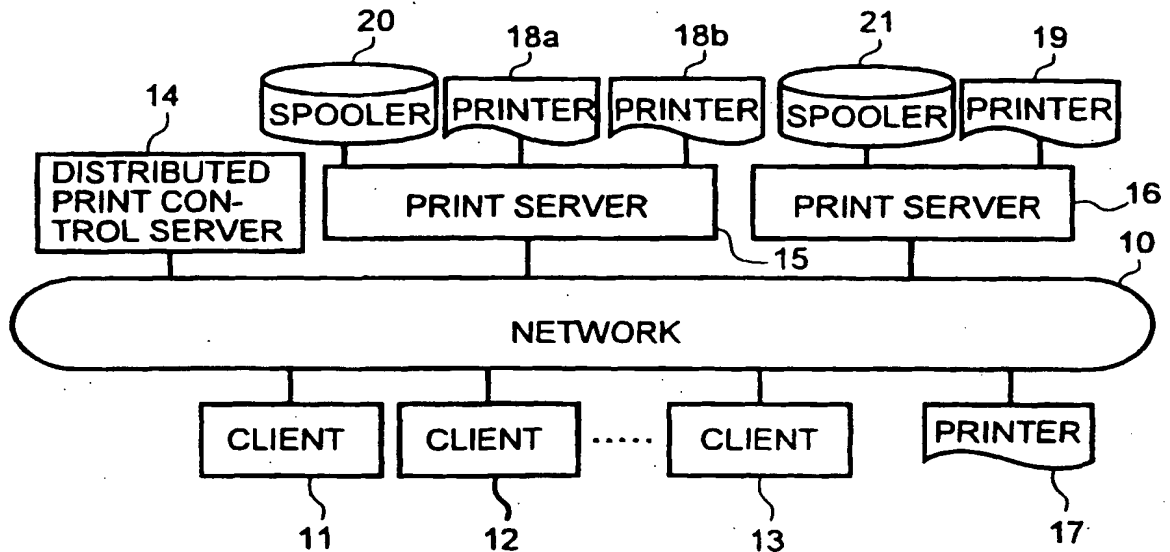 20
18a
18b
21
19
14
SPOOLER
PRINTER
PRINTER
SPOOLER
PRINTER
DISTRIBUTED
PRINT CON-
TROL SERVER
PRINT SERVER
PRINT SERVER
16
15
10
NETWORK
CLIENT
CLIENT
.....
CLIENT
PRINTER
11
12
13
17